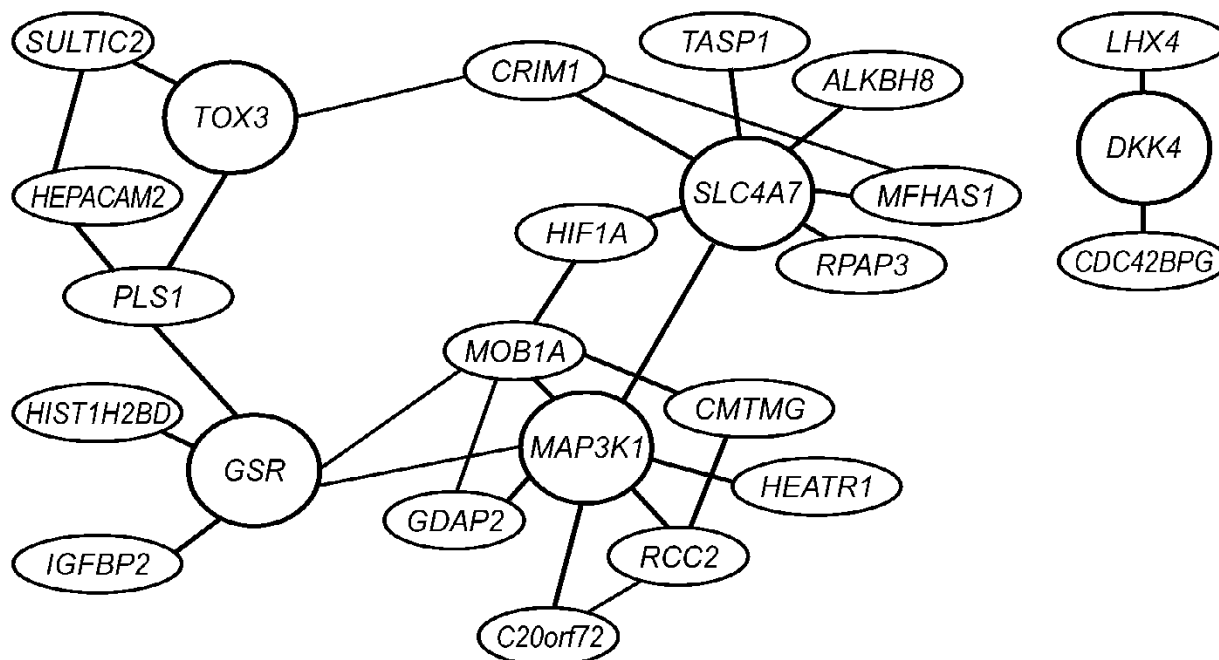 SULTIC2
TASP1
LHX4
CRIM1
ALKBH8
TOX3
DKK4
HEPACAM2
SLC4A7
MFHAS1
HIF1A
RPAP3
CDC42BPG
PLS1
MOB1A
HIST1H2BD
CMTMG
MAP3K1
GSR
HEATR1
GDAP2
IGFBP2
RCC2
C20orf72